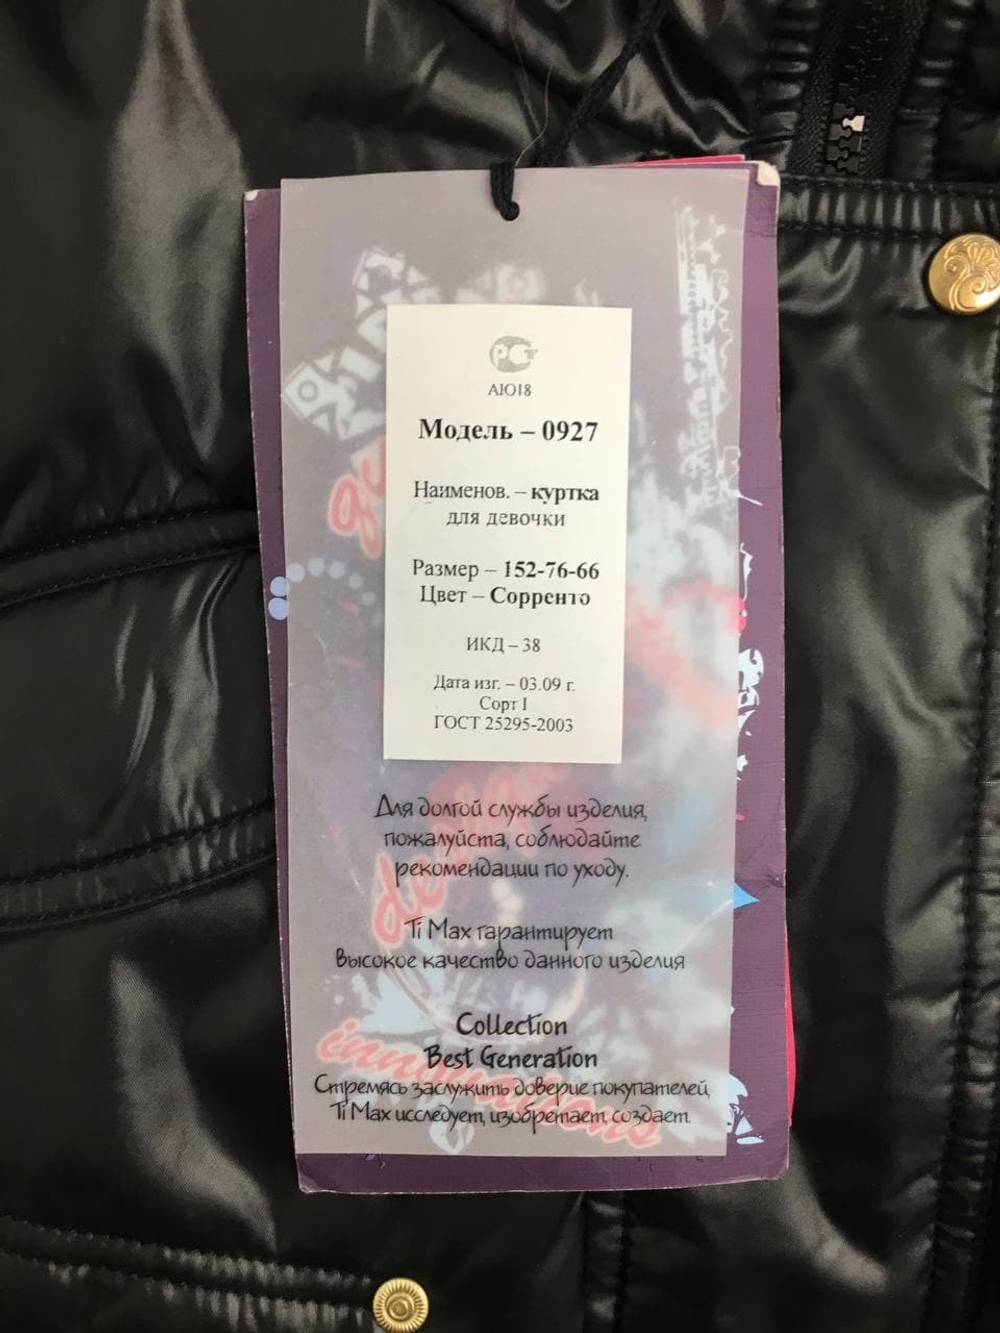 РСТ
АЮ18
Модель – 0927
Наименов. – куртка
для девочки
Размер – 152-76-66
Цвет – Сорренто
ИКД – 38
Дата изг. – 03.09 г.
Сорт I
ГОСТ 25295-2003
Для долгой службы изделия,
пожалуйста, соблюдайте
рекомендации по уходу.
Ti Max гарантирует
высокое качество данного изделия
Collection
Best Generation
Стремясь заслужить доверие покупателей,
Ti Max исследует, изобретает, создает.